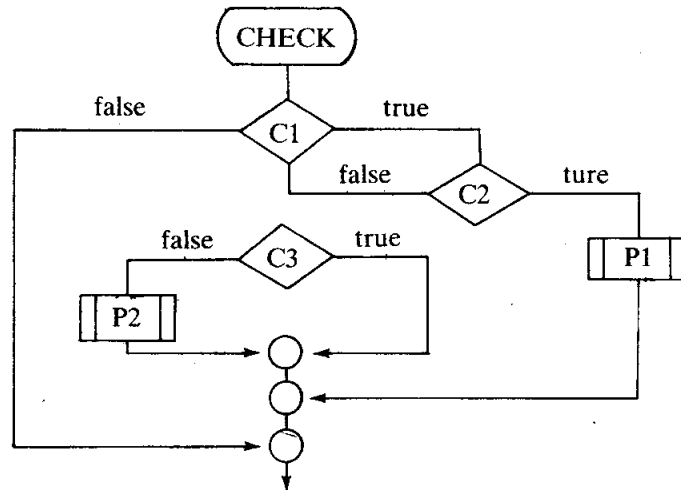 CHECK
false
true
C1
false
C2
ture
false
C3
true
P1
P2